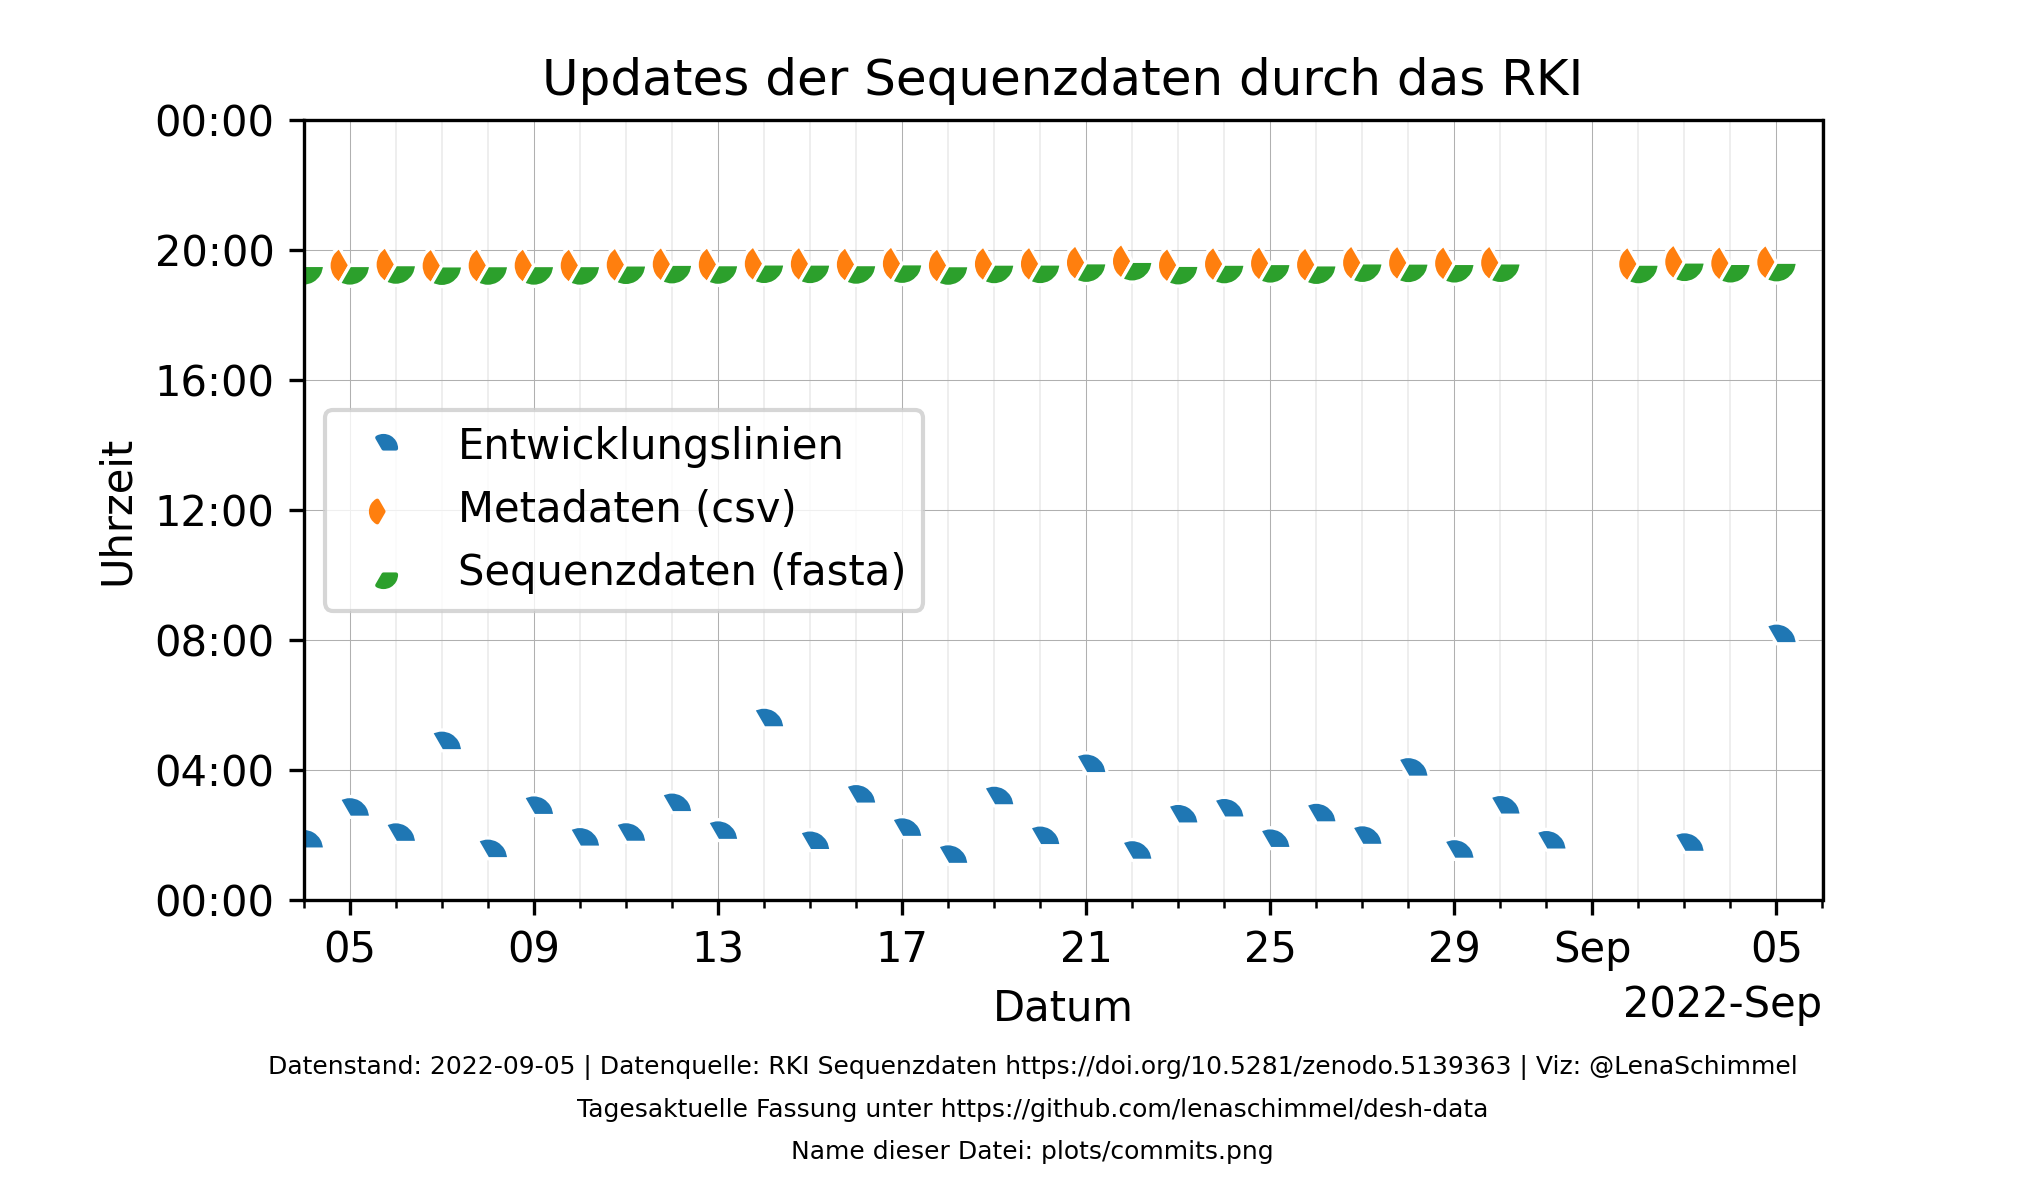 Updates der Sequenzdaten durch das RKI
00:00
20:00
16:00
12:00
08:00
04:00
00:00
Uhrzeit
Entwicklungslinien
Metadaten (csv)
Sequenzdaten (fasta)
05 09 13 17 21 25 29 Sep 05
Datum
2022-Sep
Datenstand: 2022-09-05 | Datenquelle: RKI Sequenzdaten https://doi.org/10.5281/zenodo.5139363 | Viz: @LenaSchimmel
Tagesaktuelle Fassung unter https://github.com/lenaschimmel/desh-data
Name dieser Datei: plots/commits.png